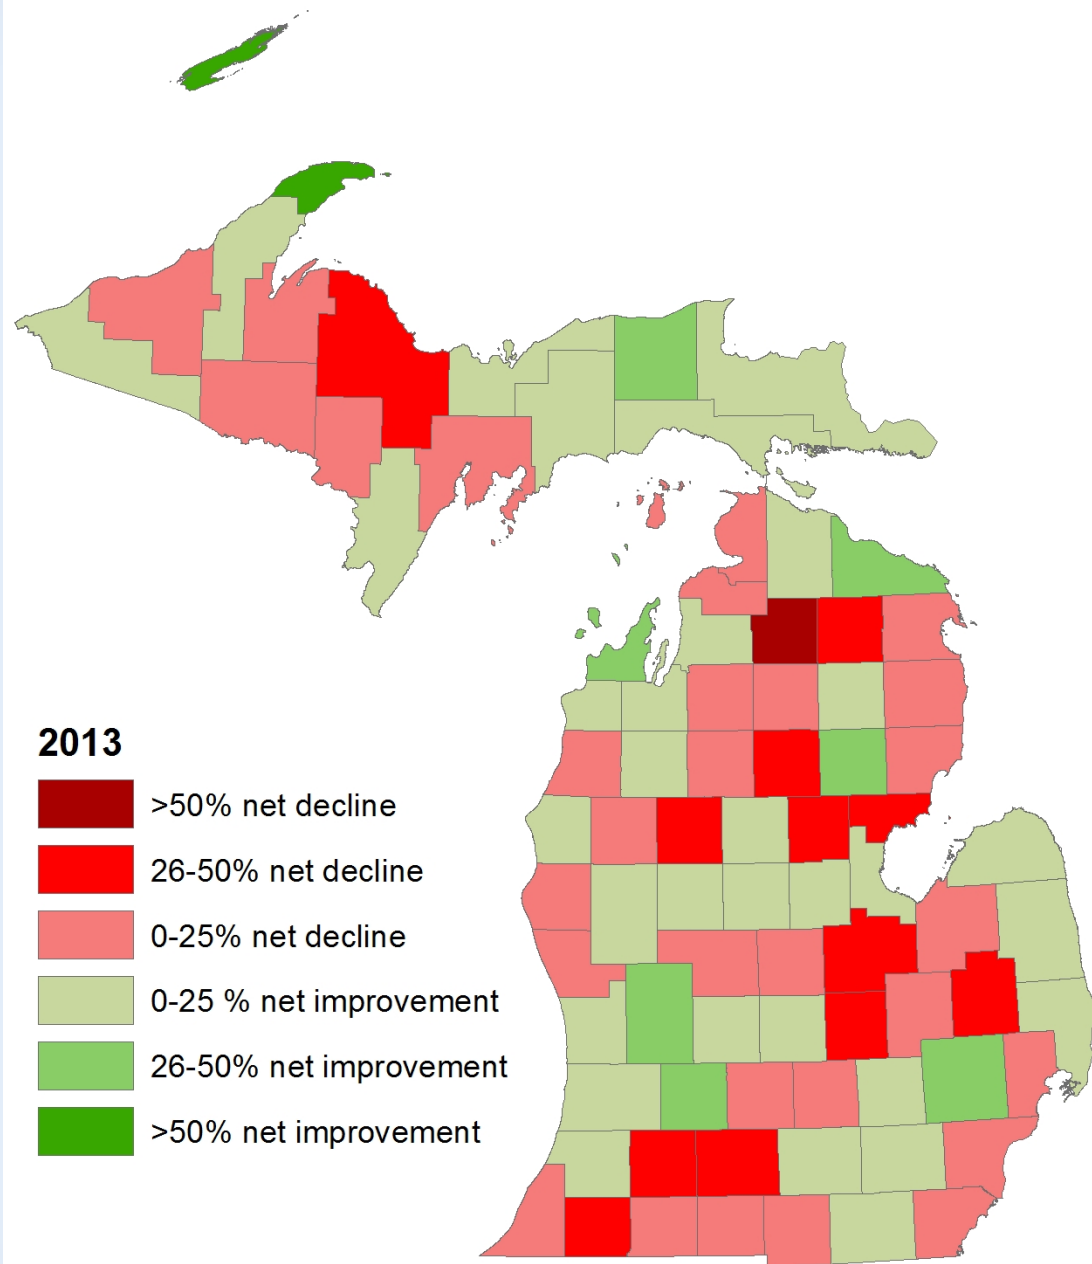 2013
>50% net decline
26-50% net decline
0-25% net decline
0-25 % net improvement
26-50% net improvement
>50% net improvement